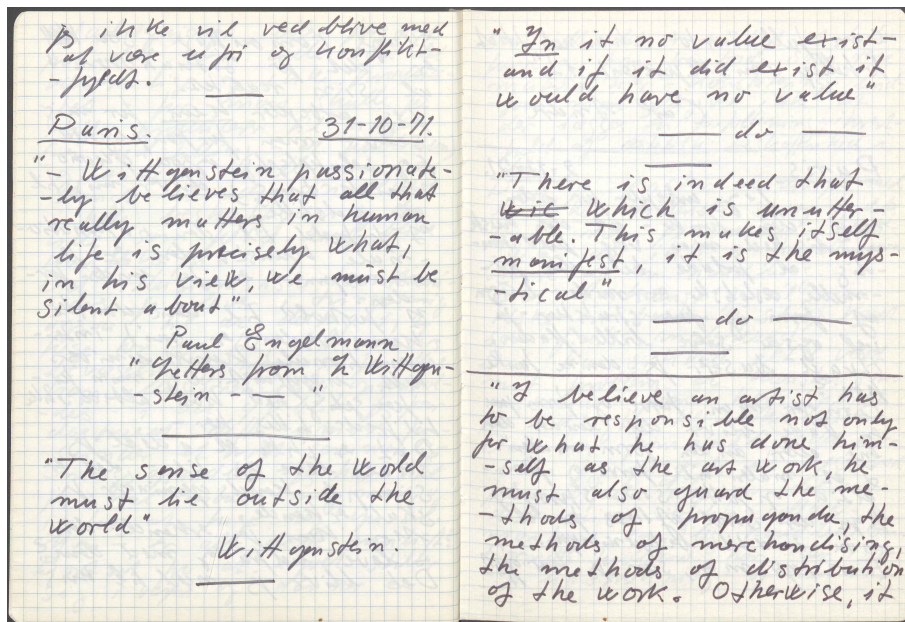 ikke vil ved blive med
at være u fri og konflikt-
-fyldt.
Paris. 31-10-71.
"– Wittgenstein passionate-
-ly believes that all that
really matters in human
life is precisely what,
in his view, we must be
silent about"
Paul Engelmann
"Letters from L Wittgen-
-stein - — "
"The sense of the world
must lie outside the
world"
Wittgenstein.
"In it no value exist-
and if it did exist it
would have no value"
— do —
"There is indeed that
which is unutter-
-able. This makes itself
manifest, it is the mys-
-tical"
— do —
"I believe an artist has
to be responsible not only
for what he has done him-
-self as the art work, he
must also guard the me-
-thods of propaganda, the
methods of merchandising,
the methods of distribution
of the work. Otherwise, it